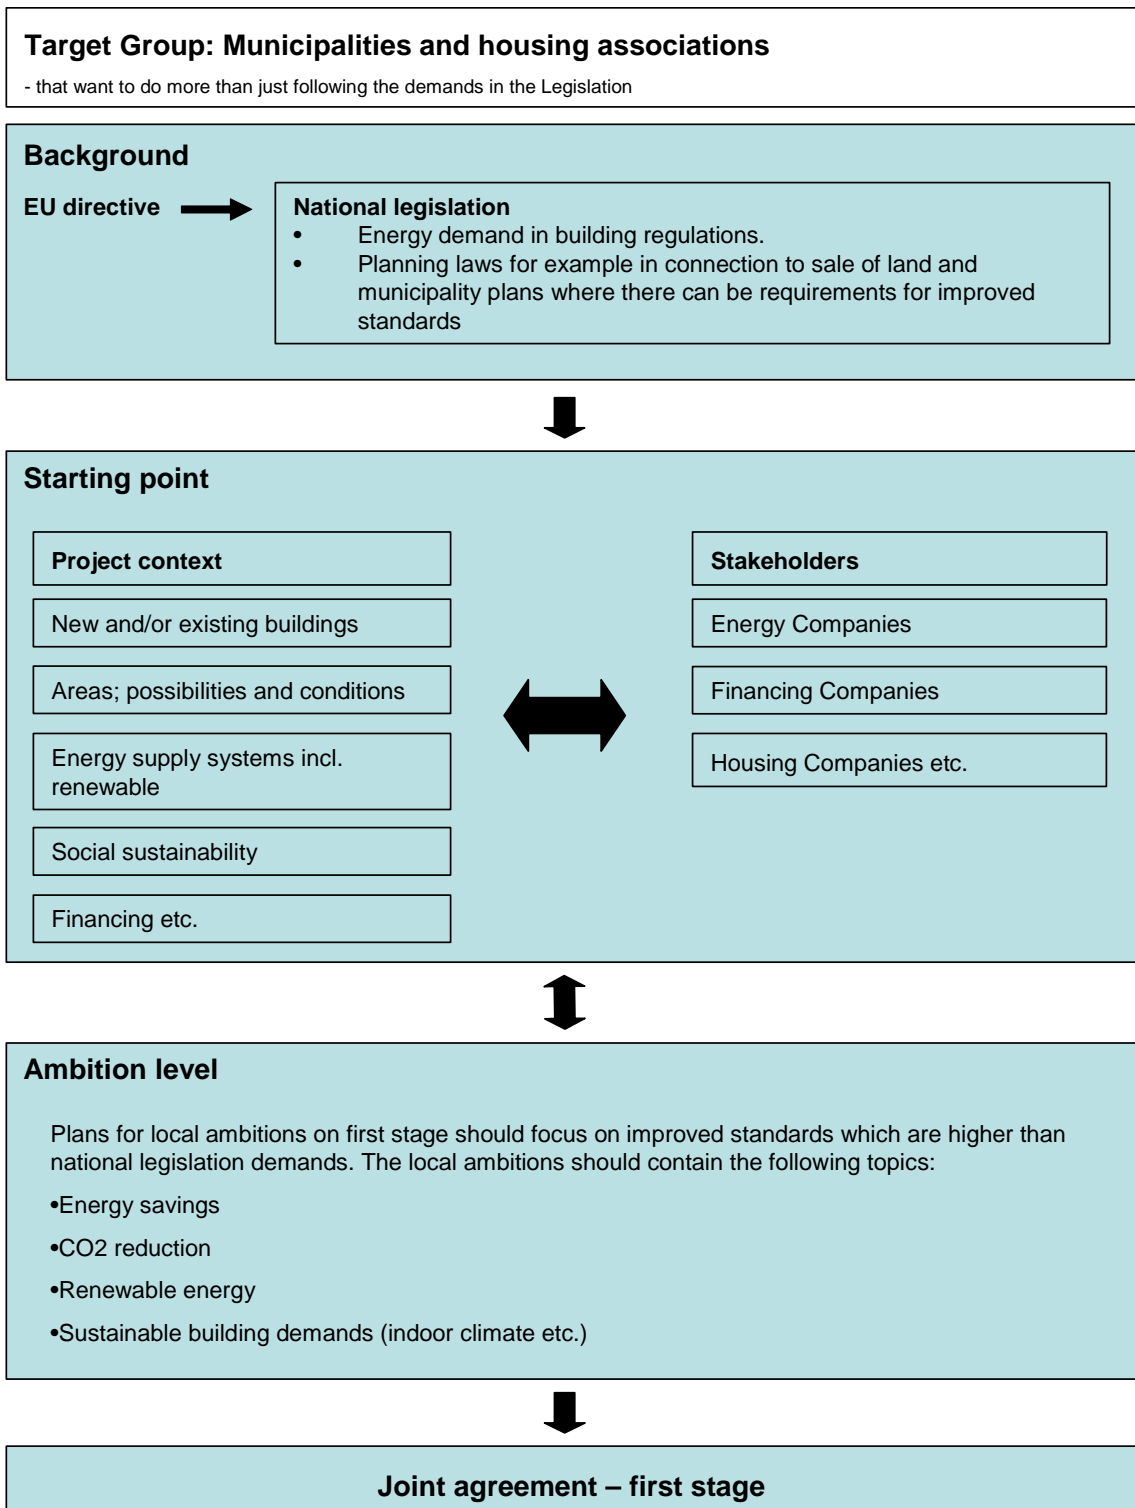 Target Group: Municipalities and housing associations
- that want to do more than just following the demands in the Legislation
Background
EU directive
National legislation
• Energy demand in building regulations.
• Planning laws for example in connection to sale of land and
municipality plans where there can be requirements for improved
standards
Starting point
Project context
New and/or existing buildings
Areas; possibilities and conditions
Energy supply systems incl.
renewable
Social sustainability
Financing etc.
Stakeholders
Energy Companies
Financing Companies
Housing Companies etc.
Ambition level
Plans for local ambitions on first stage should focus on improved standards which are higher than
national legislation demands. The local ambitions should contain the following topics:
•Energy savings
•CO2 reduction
•Renewable energy
•Sustainable building demands (indoor climate etc.)
Joint agreement – first stage